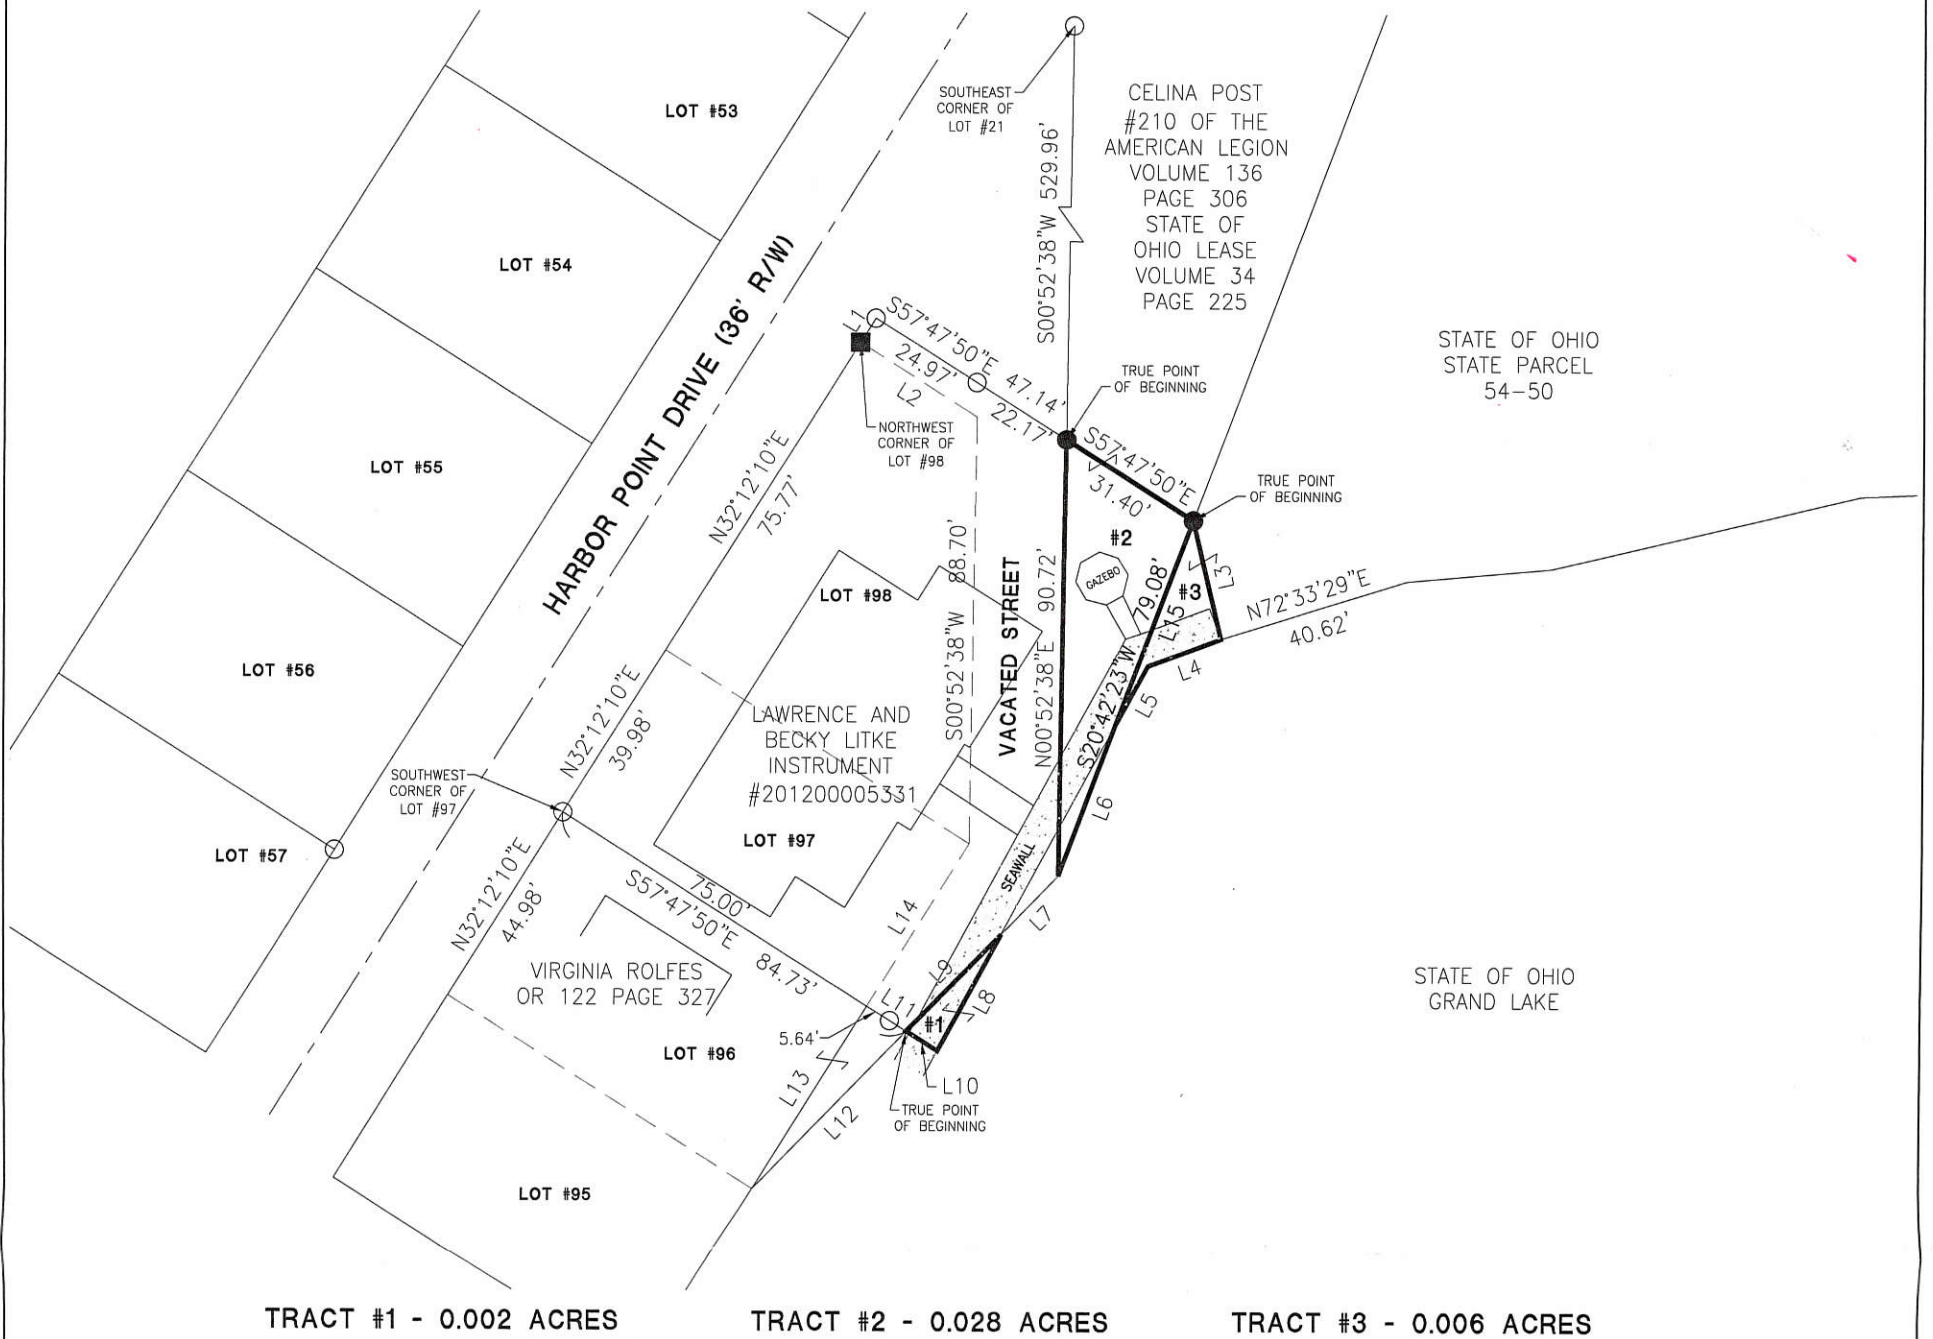 LOT #53
SOUTHEAST
CORNER OF
LOT #21
CELINA POST
#210 OF THE
AMERICAN LEGION
VOLUME 136
PAGE 306
STATE OF
OHIO LEASE
VOLUME 34
PAGE 225
S00°52'38"W 529.96'
LOT #54
HARBOR POINT DRIVE (36' R/W)
L1
S57°47'50"E 47.14'
24.97'
L2
22.17'
STATE OF OHIO
STATE PARCEL
54-50
TRUE POINT
OF BEGINNING
NORTHWEST
CORNER OF
LOT #98
S57°47'50"E
31.40'
TRUE POINT
OF BEGINNING
LOT #55
N32°12'10"E
75.77'
#2
GAZEBO
LOT #98
S00°52'38"W 88.70'
VACATED STREET
N00°52'38"E 90.72'
79.08'
S20°42'23"W
L15
#3
L3
N72°33'29"E
40.62'
L4
L5
LOT #56
N32°12'10"E
39.98'
LAWRENCE AND
BECKY LITKE
INSTRUMENT
#201200005331
SOUTHWEST
CORNER OF
LOT #97
L6
LOT #97
LOT #57
SEAWALL
N32°12'10"E
44.98'
75.00'
S57°47'50"E
84.73'
L14
L7
VIRGINIA ROLFES
OR 122 PAGE 327
L9
L8
L11
#1
STATE OF OHIO
GRAND LAKE
5.64'
LOT #96
L13
L10
L12
TRUE POINT
OF BEGINNING
LOT #95
TRACT #1 - 0.002 ACRES
TRACT #2 - 0.028 ACRES
TRACT #3 - 0.006 ACRES